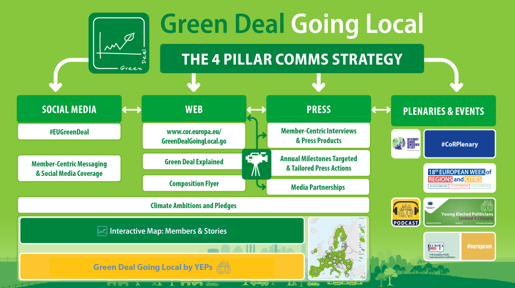 Green Deal Going Local
Green Deal
THE 4 PILLAR COMMS STRATEGY
SOCIAL MEDIA
#EUGreenDeal
Member-Centric Messaging
& Social Media Coverage
WEB
www.cor.europa.eu/
GreenDealGoingLocal.go
Green Deal Explained
Composition Flyer
PRESS
Member-Centric Interviews
& Press Products
Annual Milestones Targeted
& Tailored Press Actions
Media Partnerships
Climate Ambitions and Pledges
Interactive Map: Members & Stories
Green Deal Going Local by YEPs
PLENARIES & EVENTS
#CoRPlenary
18th EUROPEAN WEEK of
REGIONS and CITIES
PODCAST
Young Elected Politicians
#european